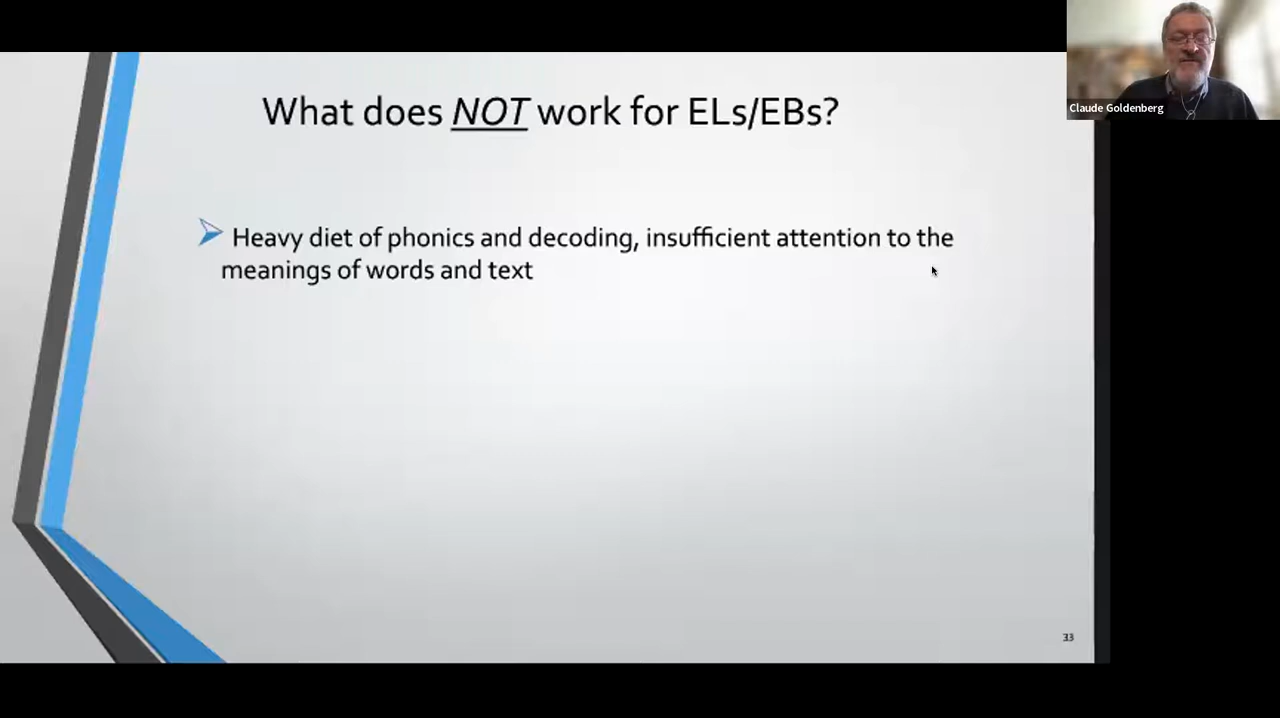 What does NOT work for ELs/EBs?
Heavy diet of phonics and decoding, insufficient attention to the
meanings of words and text
33
Claude Goldenberg